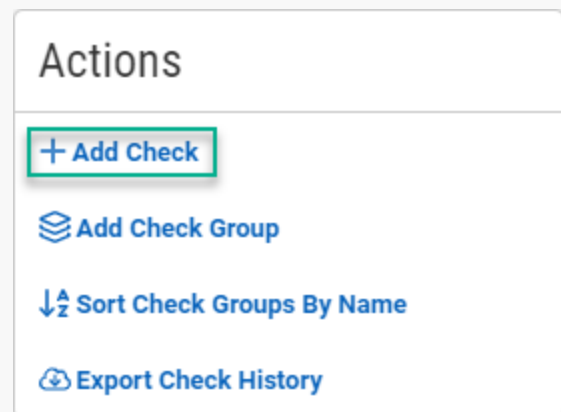 Actions
Add Check
Add Check Group
Sort Check Groups By Name
Export Check History